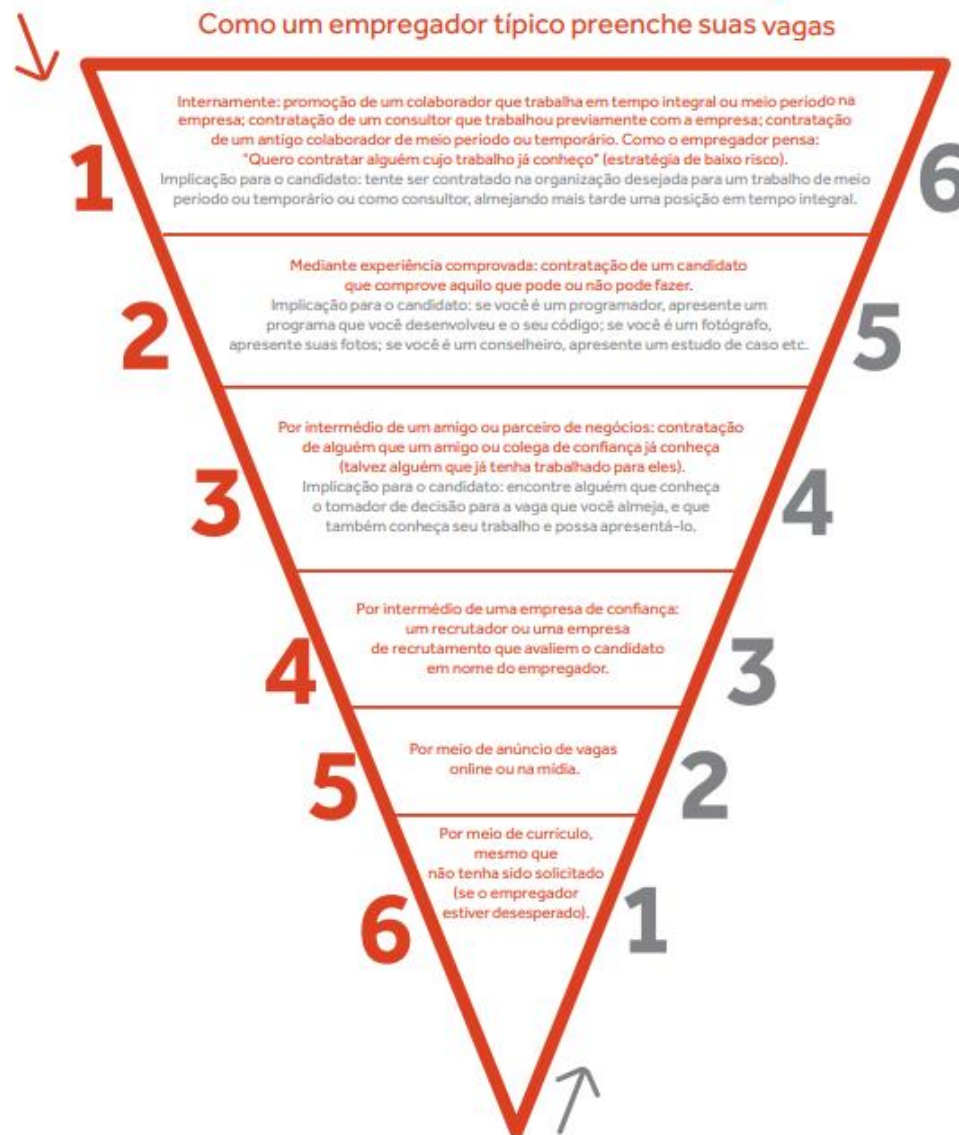 Como um empregador típico preenche suas vagas
Internamente: promoção de um colaborador que trabalha em tempo integral ou meio período na
empresa; contratação de um consultor que trabalhou previamente com a empresa; contratação
de um antigo colaborador de meio período ou temporário. Como o empregador pensa:
"Quero contratar alguém cujo trabalho já conheço" (estratégia de baixo risco).
Implicação para o candidato: tente ser contratado na organização desejada para um trabalho de meio
período ou temporário ou como consultor, almejando mais tarde uma posição em tempo integral.
1
6
Mediante experiência comprovada: contratação de um candidato
que comprove aquilo que pode ou não pode fazer.
Implicação para o candidato: se você é um programador, apresente um
programa que você desenvolveu e o seu código; se você é um fotógrafo,
apresente suas fotos; se você é um conselheiro, apresente um estudo de caso etc.
2
5
Por intermédio de um amigo ou parceiro de negócios: contratação
de alguém que um amigo ou colega de confiança já conheça
(talvez alguém que já tenha trabalhado para eles).
Implicação para o candidato: encontre alguém que conheça
o tomador de decisão para a vaga que você almeja, e que
também conheça seu trabalho e possa apresentá-lo.
3
4
Por intermédio de uma empresa de confiança:
um recrutador ou uma empresa
de recrutamento que avaliem o candidato
em nome do empregador.
4
3
Por meio de anúncio de vagas
online ou na mídia.
5
2
Por meio de currículo,
mesmo que
não tenha sido solicitado
(se o empregador
estiver desesperado).
6
1